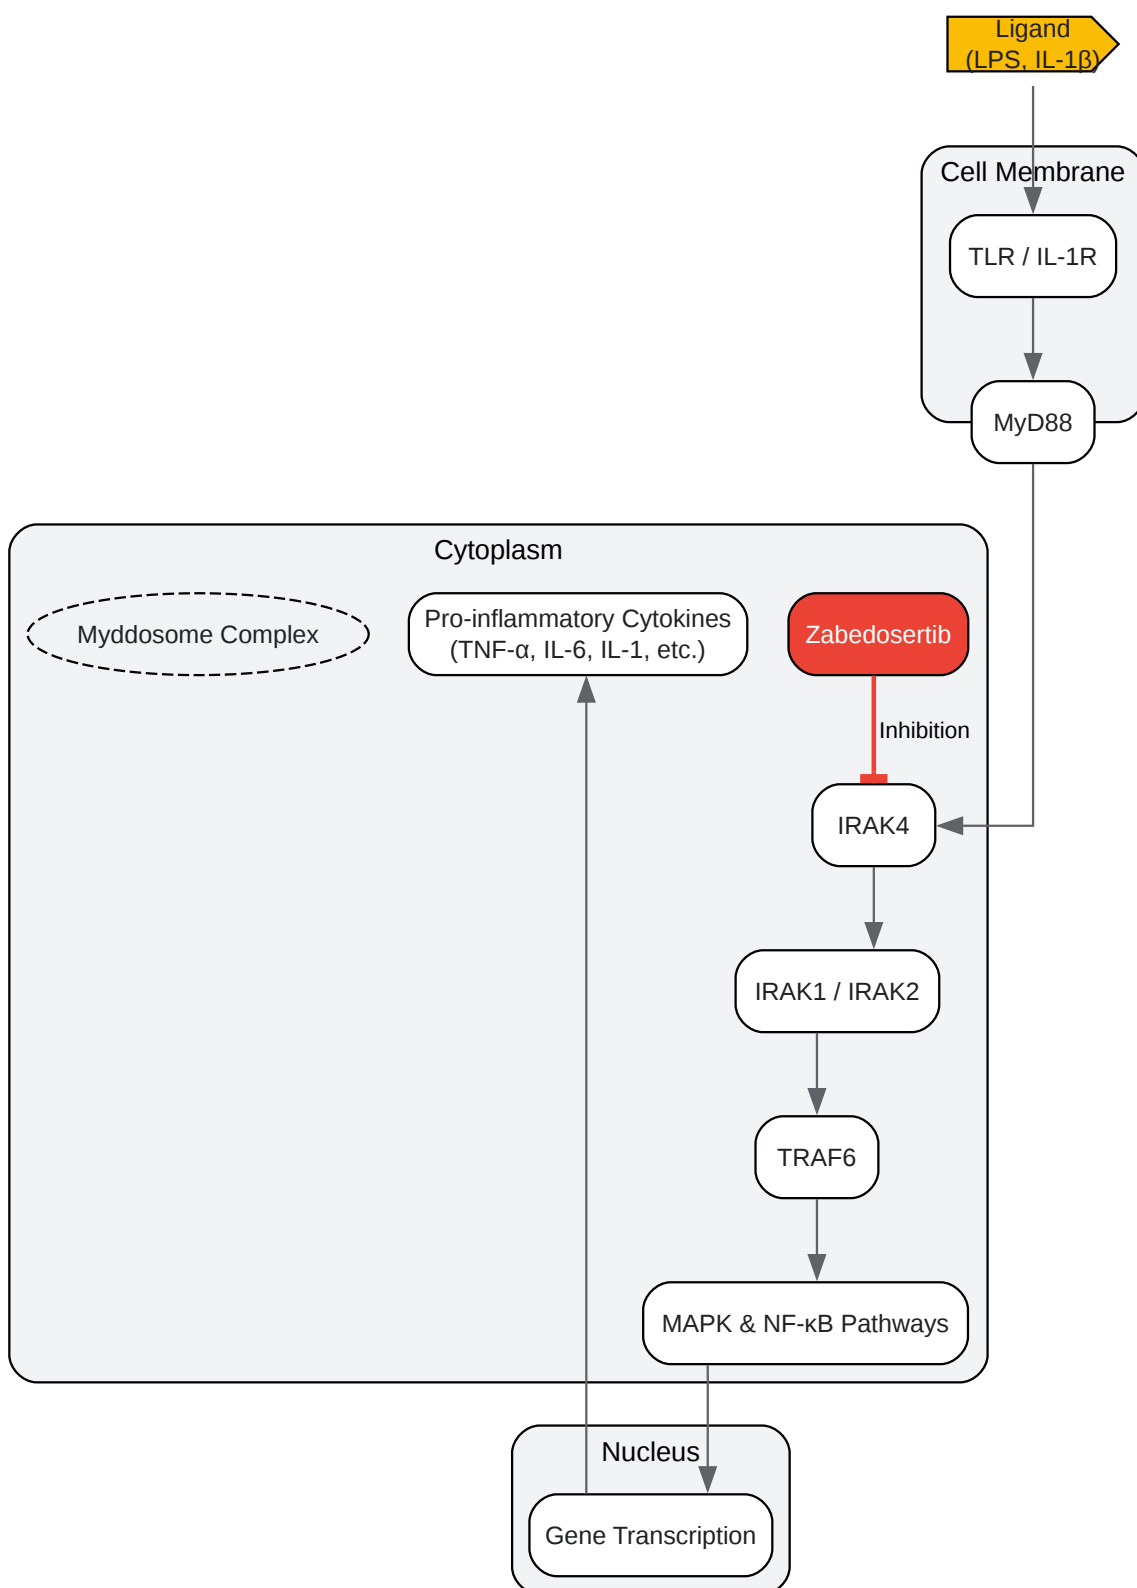 Ligand
(LPS, IL-1β)
Cell Membrane
TLR / IL-1R
MyD88
Cytoplasm
Myddosome Complex
Pro-inflammatory Cytokines
(TNF-α, IL-6, IL-1, etc.)
Zabedosertib
Inhibition
IRAK4
IRAK1 / IRAK2
TRAF6
MAPK & NF-κB Pathways
Nucleus
Gene Transcription